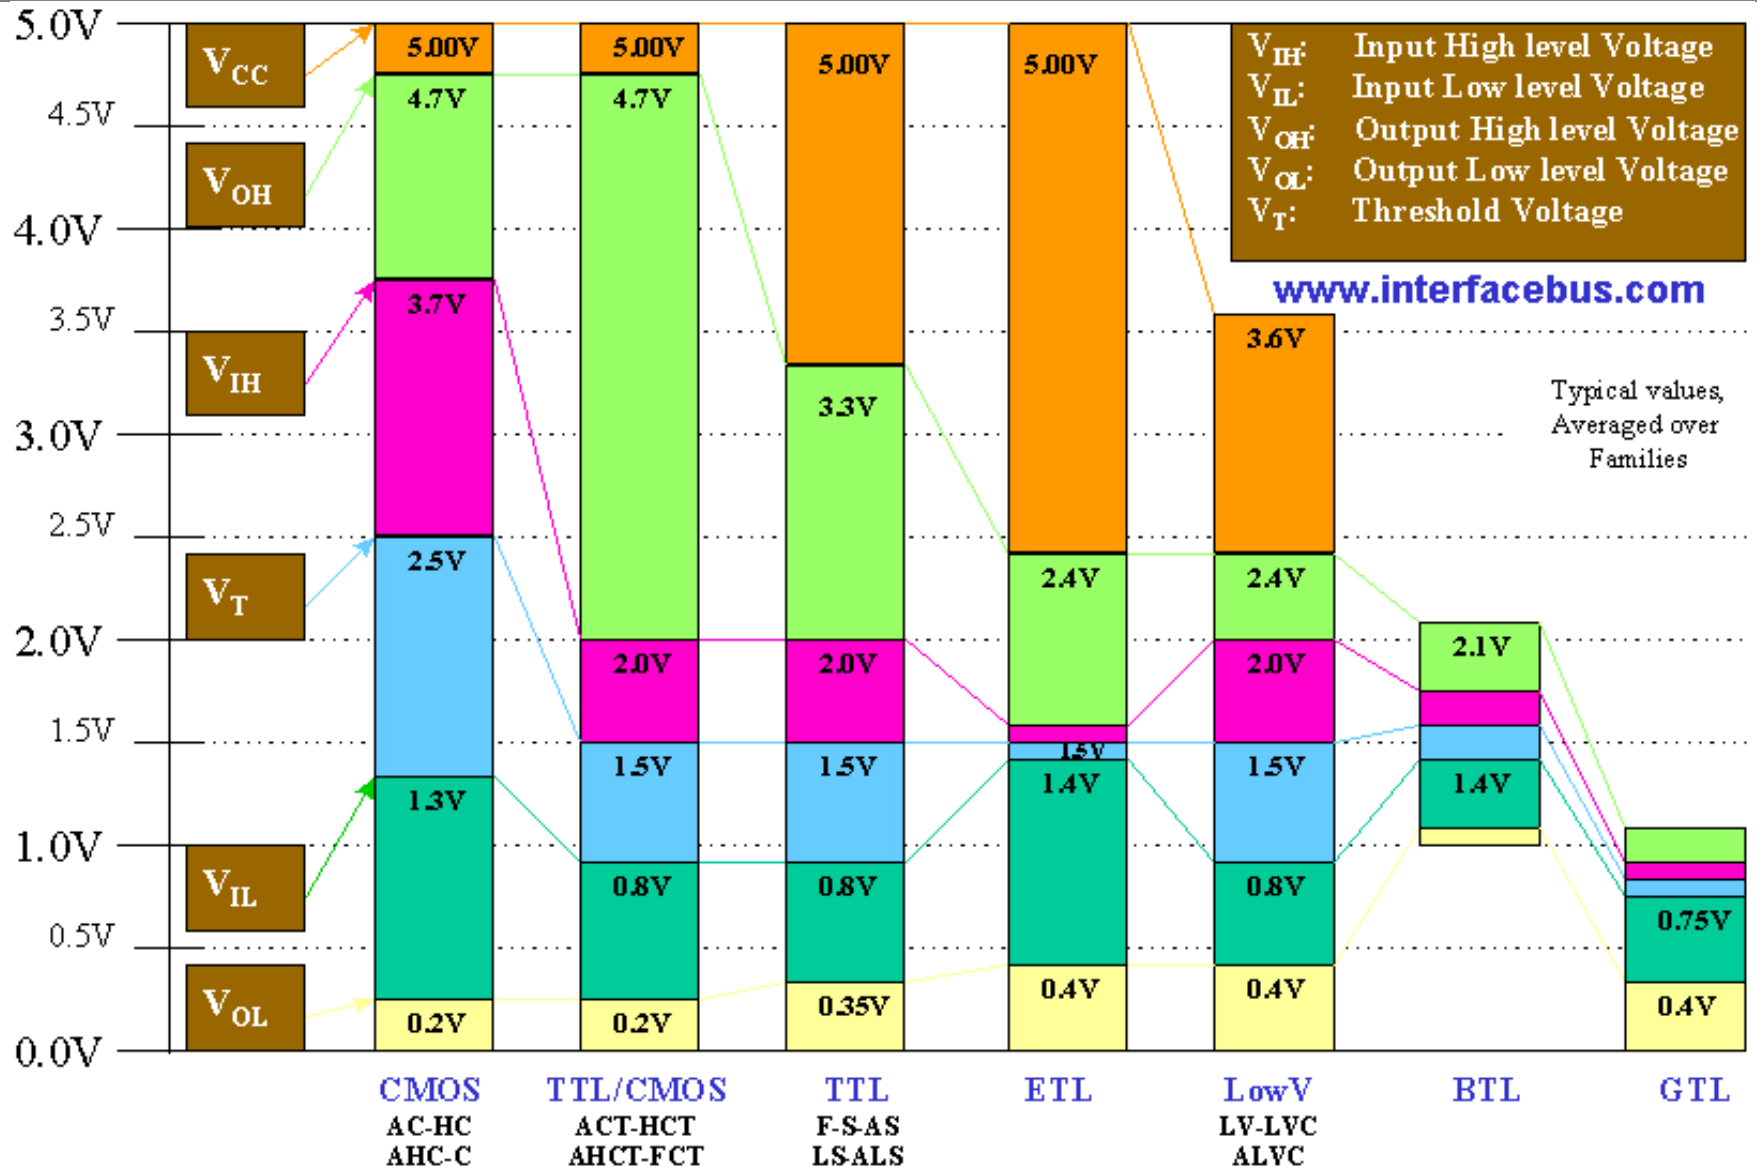 5.0V
4.5V
4.0V
3.5V
3.0V
2.5V
2.0V
1.5V
1.0V
0.5V
0.0V
VCC
VOH
VIH
VT
VIL
VOL
5.00V
4.7V
3.7V
2.5V
1.3V
0.2V
CMOS
AC-HC
AHC-C
5.00V
4.7V
2.0V
1.5V
0.8V
0.2V
TTL/CMOS
ACT-HCT
AHCT-FCT
5.00V
3.3V
2.0V
1.5V
0.8V
0.35V
TTL
F-S-AS
LS-ALS
5.00V
2.4V
1.5V
1.4V
0.4V
ETL
3.6V
2.4V
2.0V
1.5V
0.8V
0.4V
LowV
LV-LVC
ALVC
2.1V
1.4V
BTL
0.75V
0.4V
GTL
VIH: Input High level Voltage
VIL: Input Low level Voltage
VOH: Output High level Voltage
VOL: Output Low level Voltage
VT: Threshold Voltage
www.interfacebus.com
Typical values,
Averaged over
Families